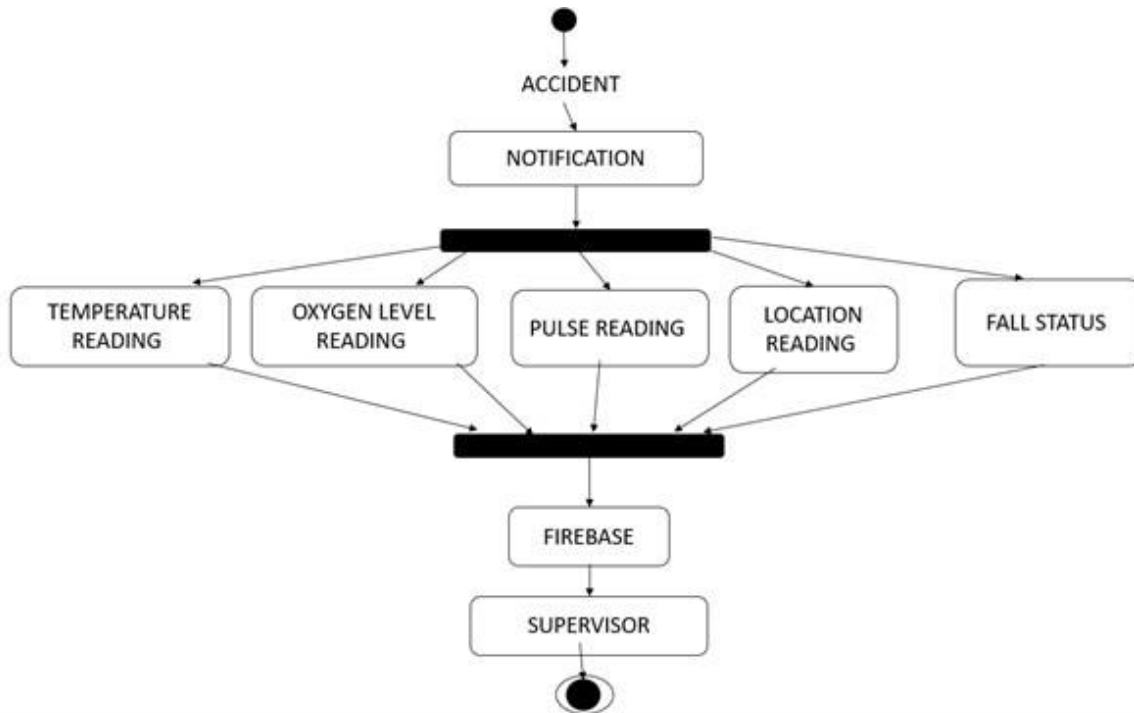 ACCIDENT
NOTIFICATION
TEMPERATURE
READING
OXYGEN LEVEL
READING
PULSE READING
LOCATION
READING
FALL STATUS
FIREBASE
SUPERVISOR